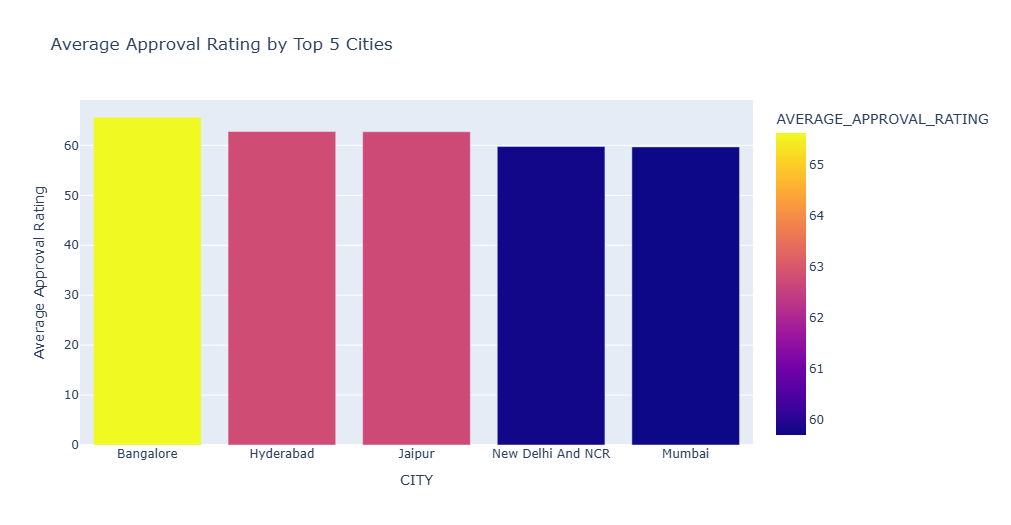 Average Approval Rating by Top 5 Cities
AVERAGE_APPROVAL_RATING
Average Approval Rating
60
50
40
30
20
10
0
Bangalore
Hyderabad
Jaipur
New Delhi And NCR
Mumbai
CITY
65
64
63
62
61
60